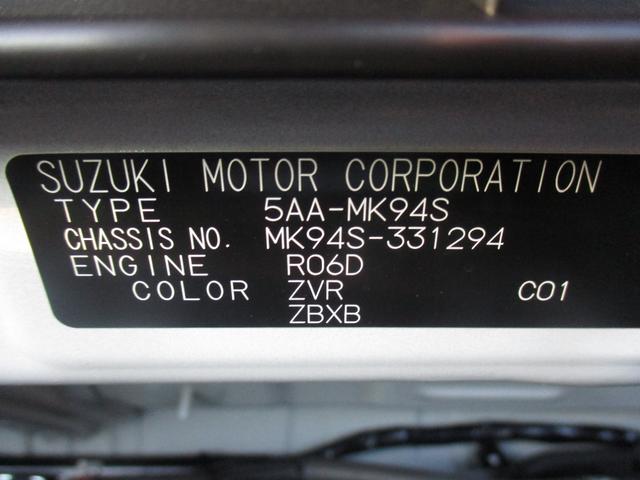 SUZUKI MOTOR CORPORATION
TYPE 5AA-MK94S
CHASSIS NO. MK94S-331294
ENGINE R06D
COLOR ZVR C01
ZBXB